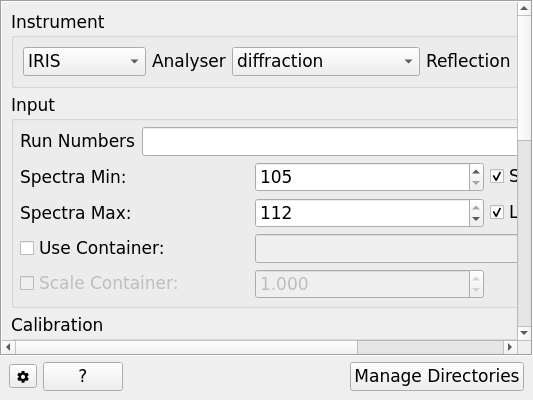 Instrument
IRIS Analyser diffraction Reflection
Input
Run Numbers
Spectra Min: 105 S
Spectra Max: 112 L
Use Container:
Scale Container: 1.000
Calibration
? Manage Directories